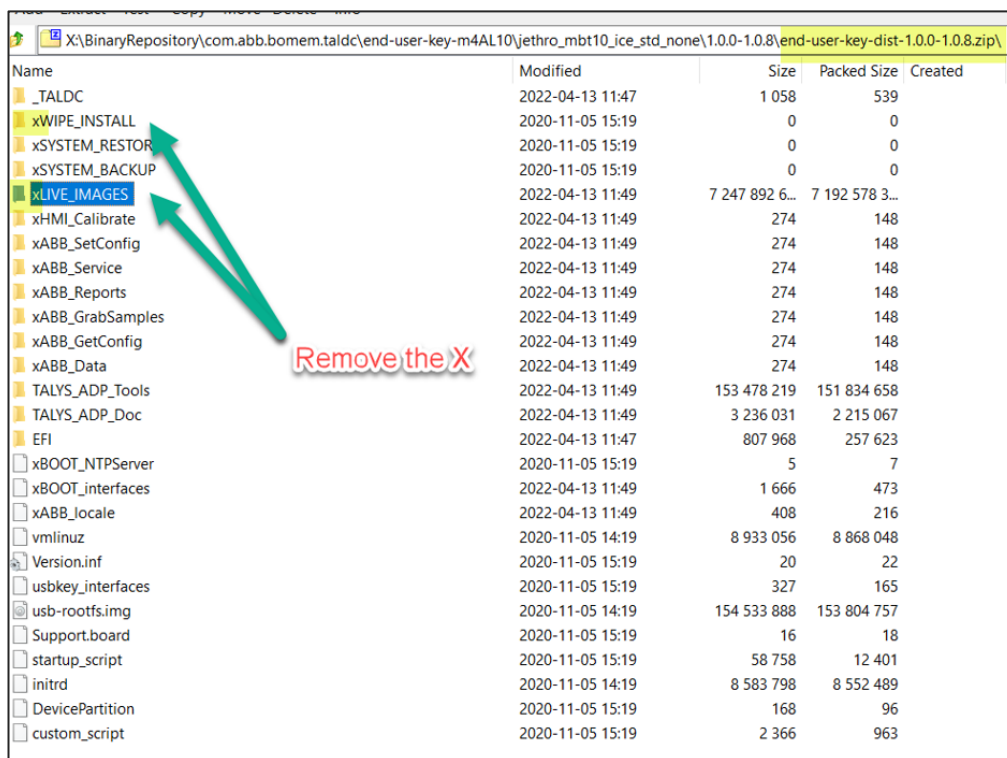 X:\BinaryRepository\com.abb.bomem.taldc\end-user-key-m4AL10\jethro_mbt10_ice_std_none\1.0.0-1.0.8\end-user-key-dist-1.0.0-1.0.8.zip\
Name Modified Size Packed Size Created
_TALDC 2022-04-13 11:47 1 058 539
xWIPE_INSTALL 2020-11-05 15:19 0 0
xSYSTEM_RESTOR 2020-11-05 15:19 0 0
xSYSTEM_BACKUP 2020-11-05 15:19 0 0
xLIVE_IMAGES 2022-04-13 11:49 7 247 892 6... 7 192 578 3...
xHMI_Calibrate 2022-04-13 11:49 274 148
xABB_SetConfig 2022-04-13 11:49 274 148
xABB_Service 2022-04-13 11:49 274 148
xABB_Reports 2022-04-13 11:49 274 148
xABB_GrabSamples 2022-04-13 11:49 274 148
xABB_GetConfig 2022-04-13 11:49 274 148
xABB_Data 2022-04-13 11:49 274 148
Remove the X
TALYS_ADP_Tools 2022-04-13 11:49 153 478 219 151 834 658
TALYS_ADP_Doc 2022-04-13 11:49 3 236 031 2 215 067
EFI 2022-04-13 11:47 807 968 257 623
xBOOT_NTPServer 2020-11-05 15:19 5 7
xBOOT_interfaces 2022-04-13 11:49 1 666 473
xABB_locale 2022-04-13 11:49 408 216
vmlinuz 2020-11-05 14:19 8 933 056 8 868 048
Version.inf 2020-11-05 15:19 20 22
usbkey_interfaces 2020-11-05 15:19 327 165
usb-rootfs.img 2020-11-05 14:19 154 533 888 153 804 757
Support.board 2020-11-05 15:19 16 18
startup_script 2020-11-05 15:19 58 758 12 401
initrd 2020-11-05 14:19 8 583 798 8 552 489
DevicePartition 2020-11-05 15:19 168 96
custom_script 2020-11-05 15:19 2 366 963